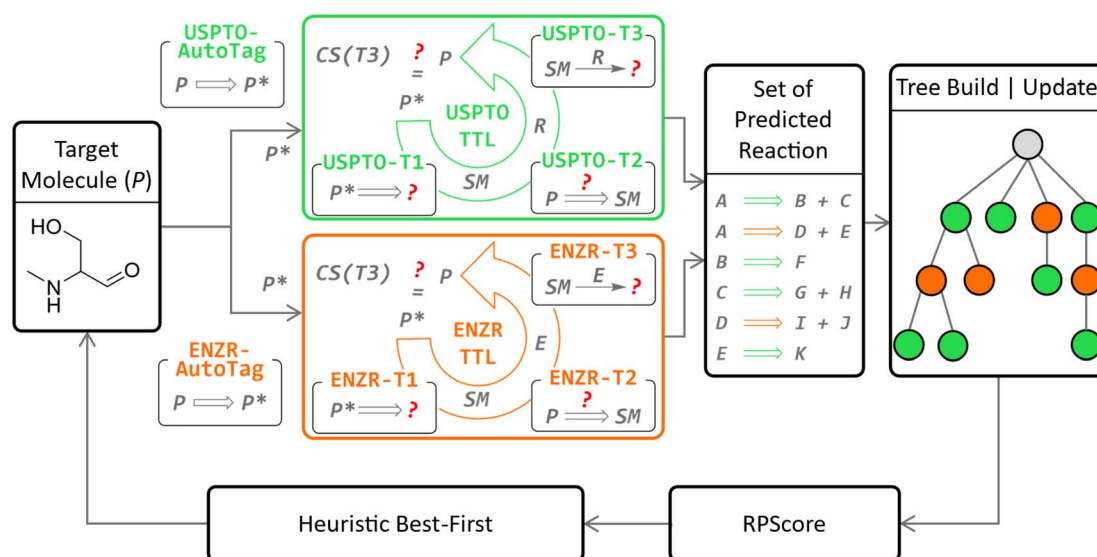 Target
Molecule (P)
HO
O
N
H
USPTO-
AutoTag
P ⟹ P*
P*
P*
ENZR-
AutoTag
P ⟹ P*
CS(T3) P* ?= P
USPTO
TTL
USPTO-T3
SM R→ ?
R
USPTO-T1
P* ⟹ ?
SM
USPTO-T2
?
P ⟹ SM
CS(T3) P* ?= P
ENZR
TTL
ENZR-T3
SM E→ ?
E
ENZR-T1
P* ⟹ ?
SM
ENZR-T2
?
P ⟹ SM
Set of
Predicted
Reaction
A ⟹ B + C
A ⟹ D + E
B ⟹ F
C ⟹ G + H
D ⟹ I + J
E ⟹ K
Tree Build | Update
Heuristic Best-First
RPScore